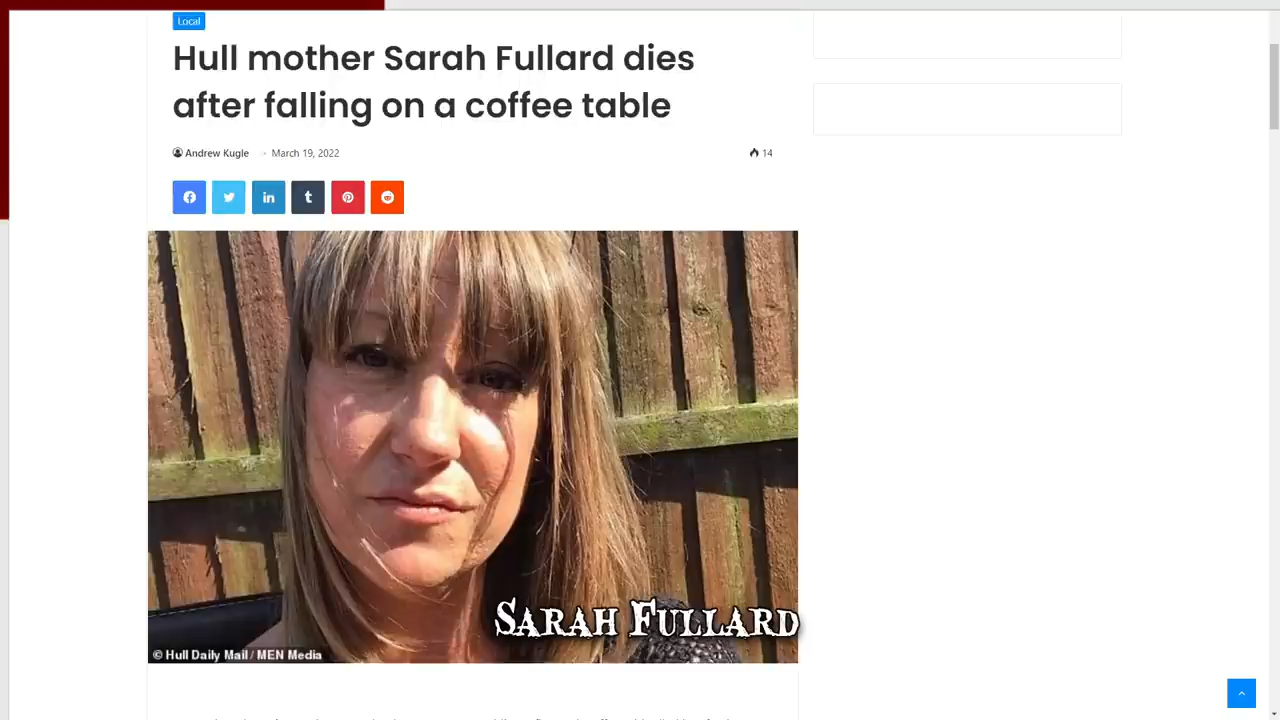 Local
Hull mother Sarah Fullard dies
after falling on a coffee table
Andrew Kugle
March 19, 2022
14
SARAH FULLARD
© Hull Daily Mail / MEN Media